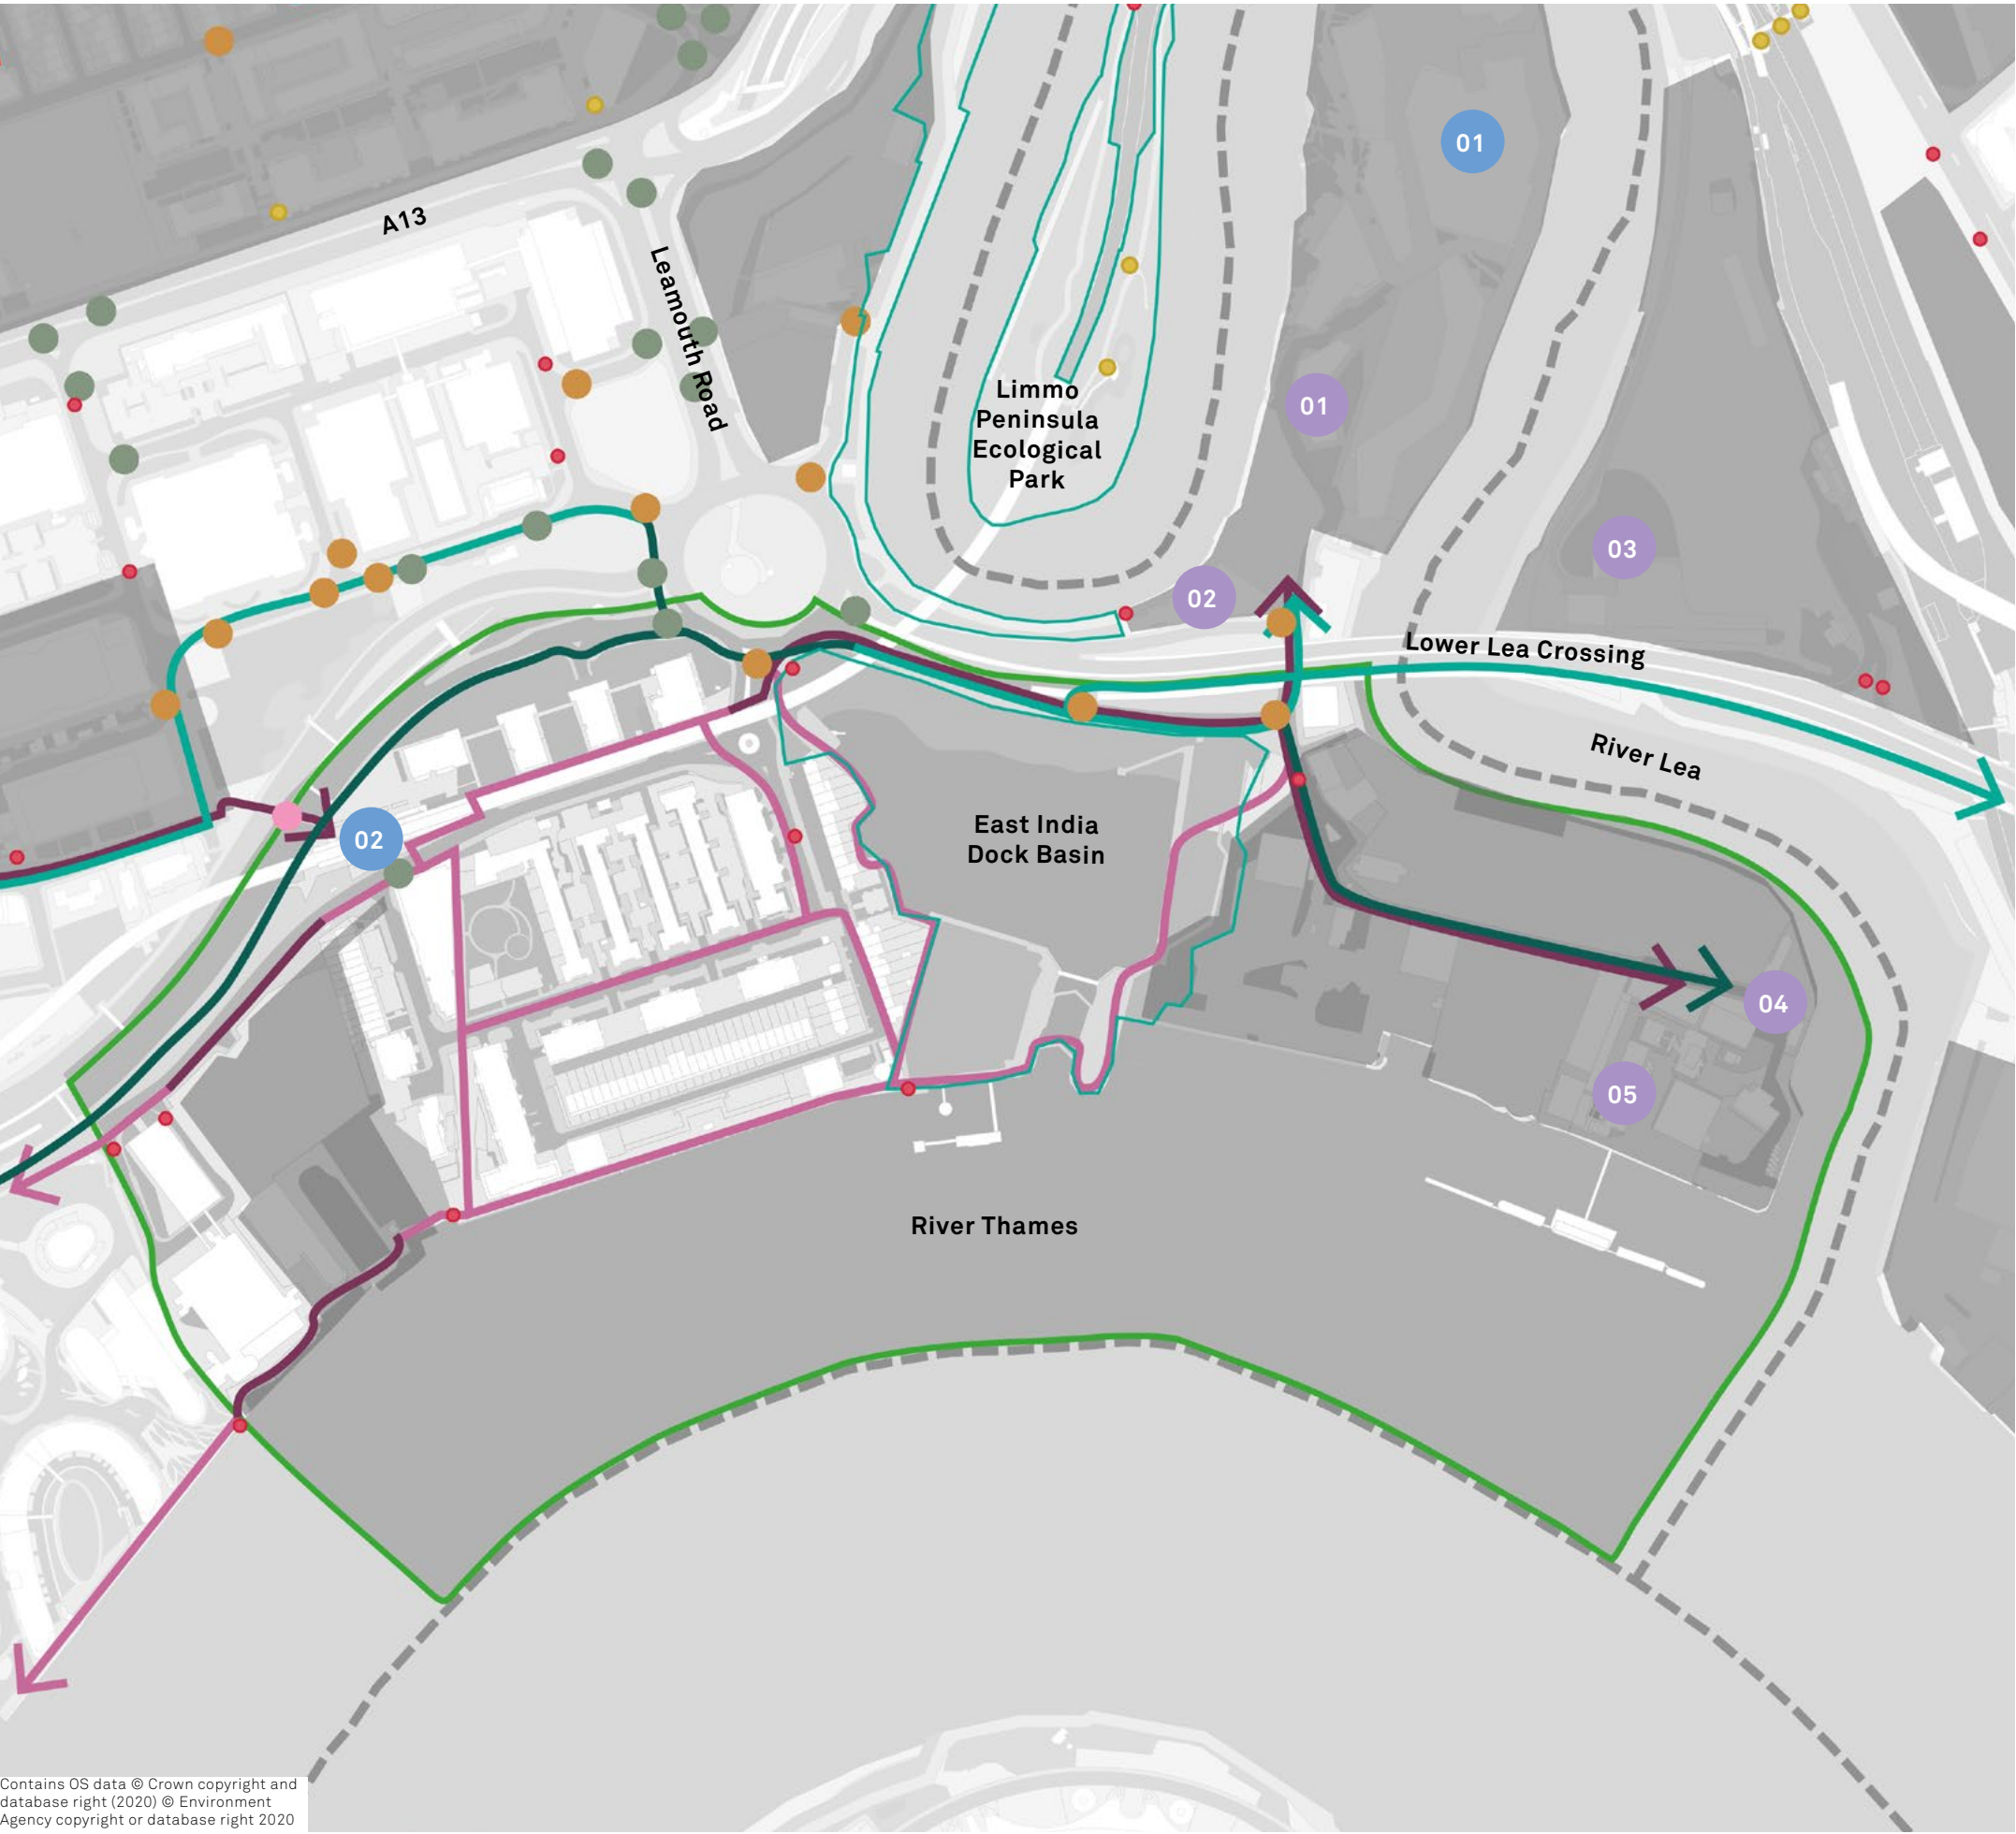 01
A13
Leamouth Road
Limmo
Peninsula
Ecological
Park
01
03
02
Lower Lea Crossing
River Lea
02
East India
Dock Basin
04
05
River Thames
Contains OS data © Crown copyright and
database right (2020) © Environment
Agency copyright or database right 2020